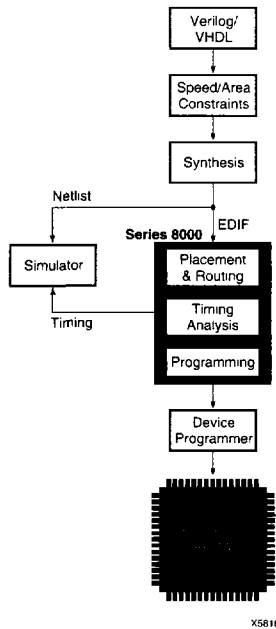 Verilog/
VHDL
Speed/Area
Constraints
Synthesis
Netlist
EDIF
Series 8000
Placement
& Routing
Simulator
Timing
Analysis
Timing
Programming
Device
Programmer